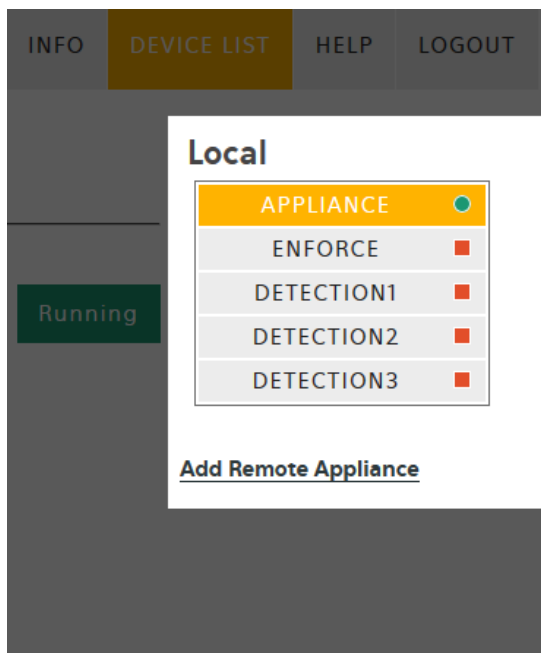 INFO DEVICE LIST HELP LOGOUT
Local
APPLIANCE
ENFORCE
DETECTION1
Running
DETECTION2
DETECTION3
Add Remote Appliance